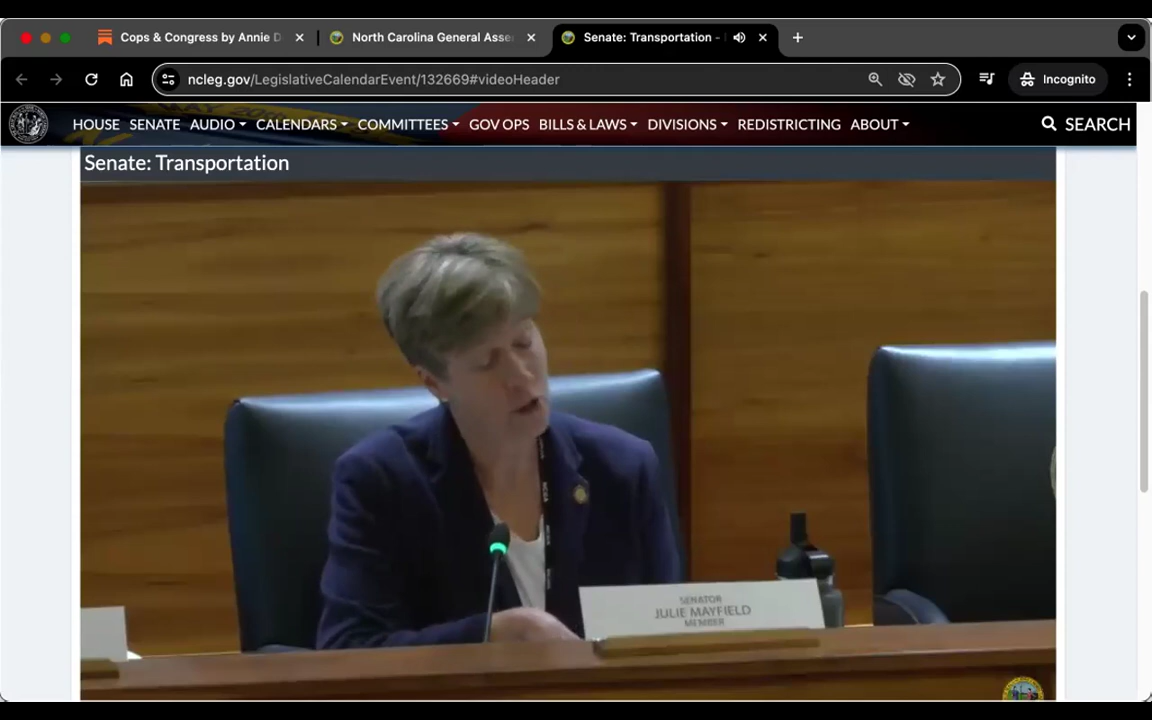 Cops & Congress by Annie D
North Carolina General Asse
Senate: Transportation -
ncleg.gov/LegislativeCalendarEvent/132669#videoHeader
Incognito
HOUSE SENATE AUDIO CALENDARS COMMITTEES GOV OPS BILLS & LAWS DIVISIONS REDISTRICTING ABOUT SEARCH
Senate: Transportation
SENATOR
JULIE MAYFIELD
MEMBER